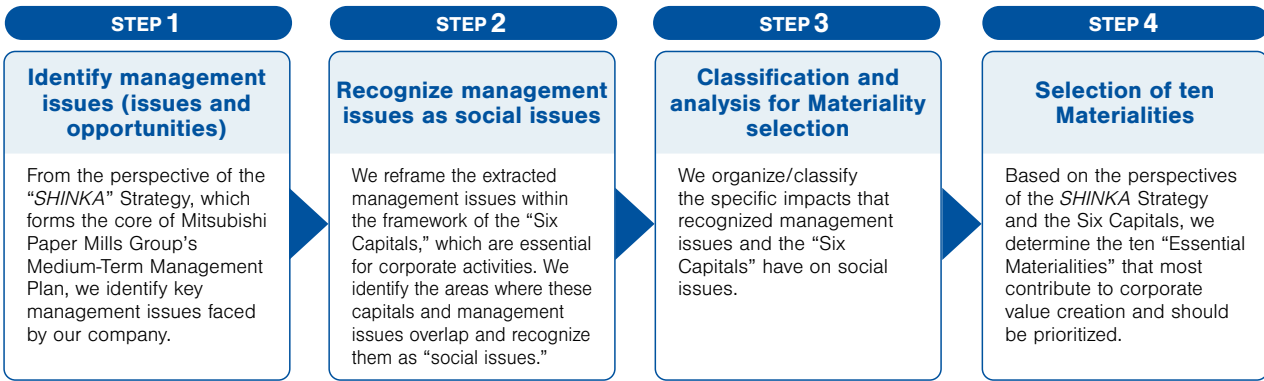 STEP 1
Identify management
issues (issues and
opportunities)
From the perspective of the
“SHINKA” Strategy, which
forms the core of Mitsubishi
Paper Mills Group’s
Medium-Term Management
Plan, we identify key
management issues faced
by our company.
STEP 2
Recognize management
issues as social issues
We reframe the extracted
management issues within
the framework of the “Six
Capitals,” which are essential
for corporate activities. We
identify the areas where these
capitals and management
issues overlap and recognize
them as “social issues.”
STEP 3
Classification and
analysis for Materiality
selection
We organize/classify
the specific impacts that
recognized management
issues and the “Six
Capitals” have on social
issues.
STEP 4
Selection of ten
Materialities
Based on the perspectives
of the SHINKA Strategy
and the Six Capitals, we
determine the ten “Essential
Materialities” that most
contribute to corporate
value creation and should
be prioritized.